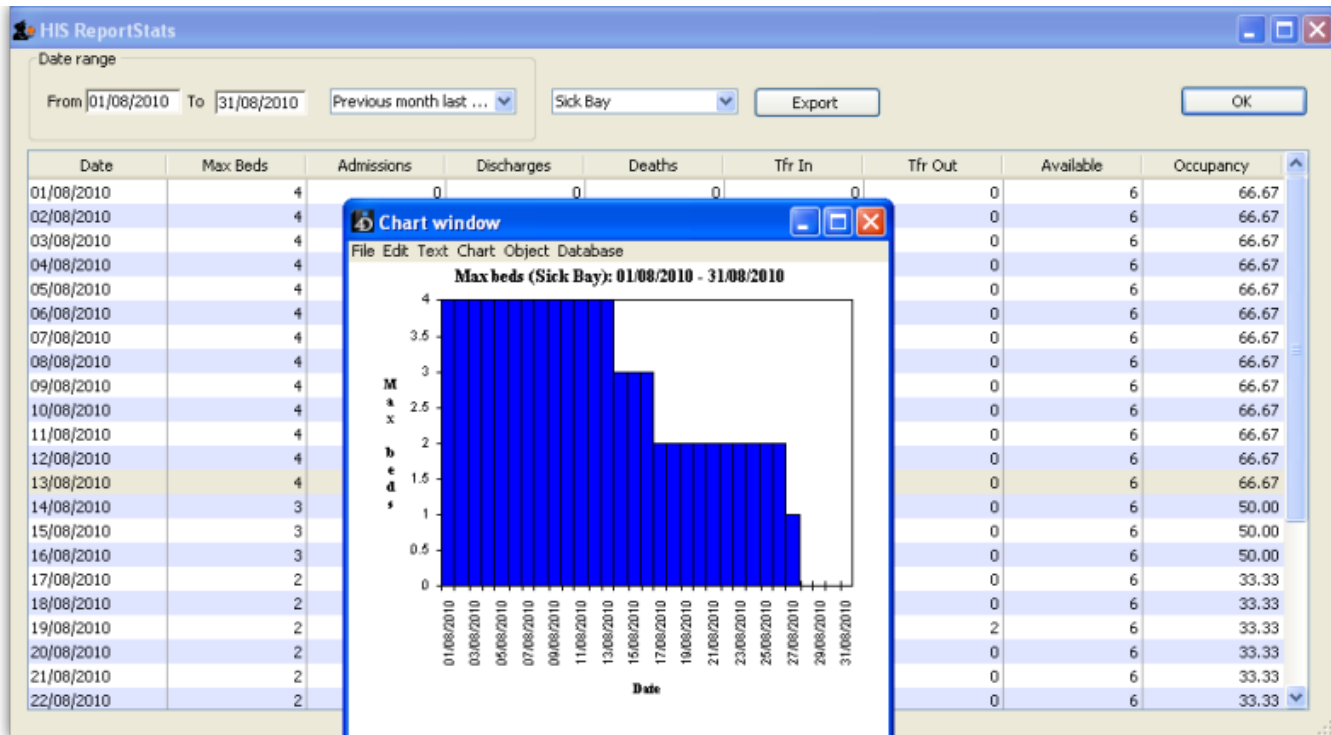 HIS ReportStats
Date range
From 01/08/2010 To 31/08/2010 Previous month last ... Sick Bay Export OK
Date Max Beds Admissions Discharges Deaths Tfr In Tfr Out Available Occupancy
01/08/2010 4 0 0 0 0 0 6 66.67
02/08/2010 4 0 6 66.67
03/08/2010 4 0 6 66.67
04/08/2010 4 0 6 66.67
05/08/2010 4 0 6 66.67
06/08/2010 4 0 6 66.67
07/08/2010 4 0 6 66.67
08/08/2010 4 0 6 66.67
09/08/2010 4 0 6 66.67
10/08/2010 4 0 6 66.67
11/08/2010 4 0 6 66.67
12/08/2010 4 0 6 66.67
13/08/2010 4 0 6 66.67
14/08/2010 3 0 6 50.00
15/08/2010 3 0 6 50.00
16/08/2010 3 0 6 50.00
17/08/2010 2 0 6 33.33
18/08/2010 2 0 6 33.33
19/08/2010 2 2 6 33.33
20/08/2010 2 0 6 33.33
21/08/2010 2 0 6 33.33
22/08/2010 2 0 6 33.33
Chart window
File Edit Text Chart Object Database
Max beds (Sick Bay): 01/08/2010 - 31/08/2010
4
3.5
3
2.5
2
1.5
1
0.5
0
Max beds
01/08/2010 03/08/2010 05/08/2010 07/08/2010 09/08/2010 11/08/2010 13/08/2010 15/08/2010 17/08/2010 19/08/2010 21/08/2010 23/08/2010 25/08/2010 27/08/2010 29/08/2010 31/08/2010
Date